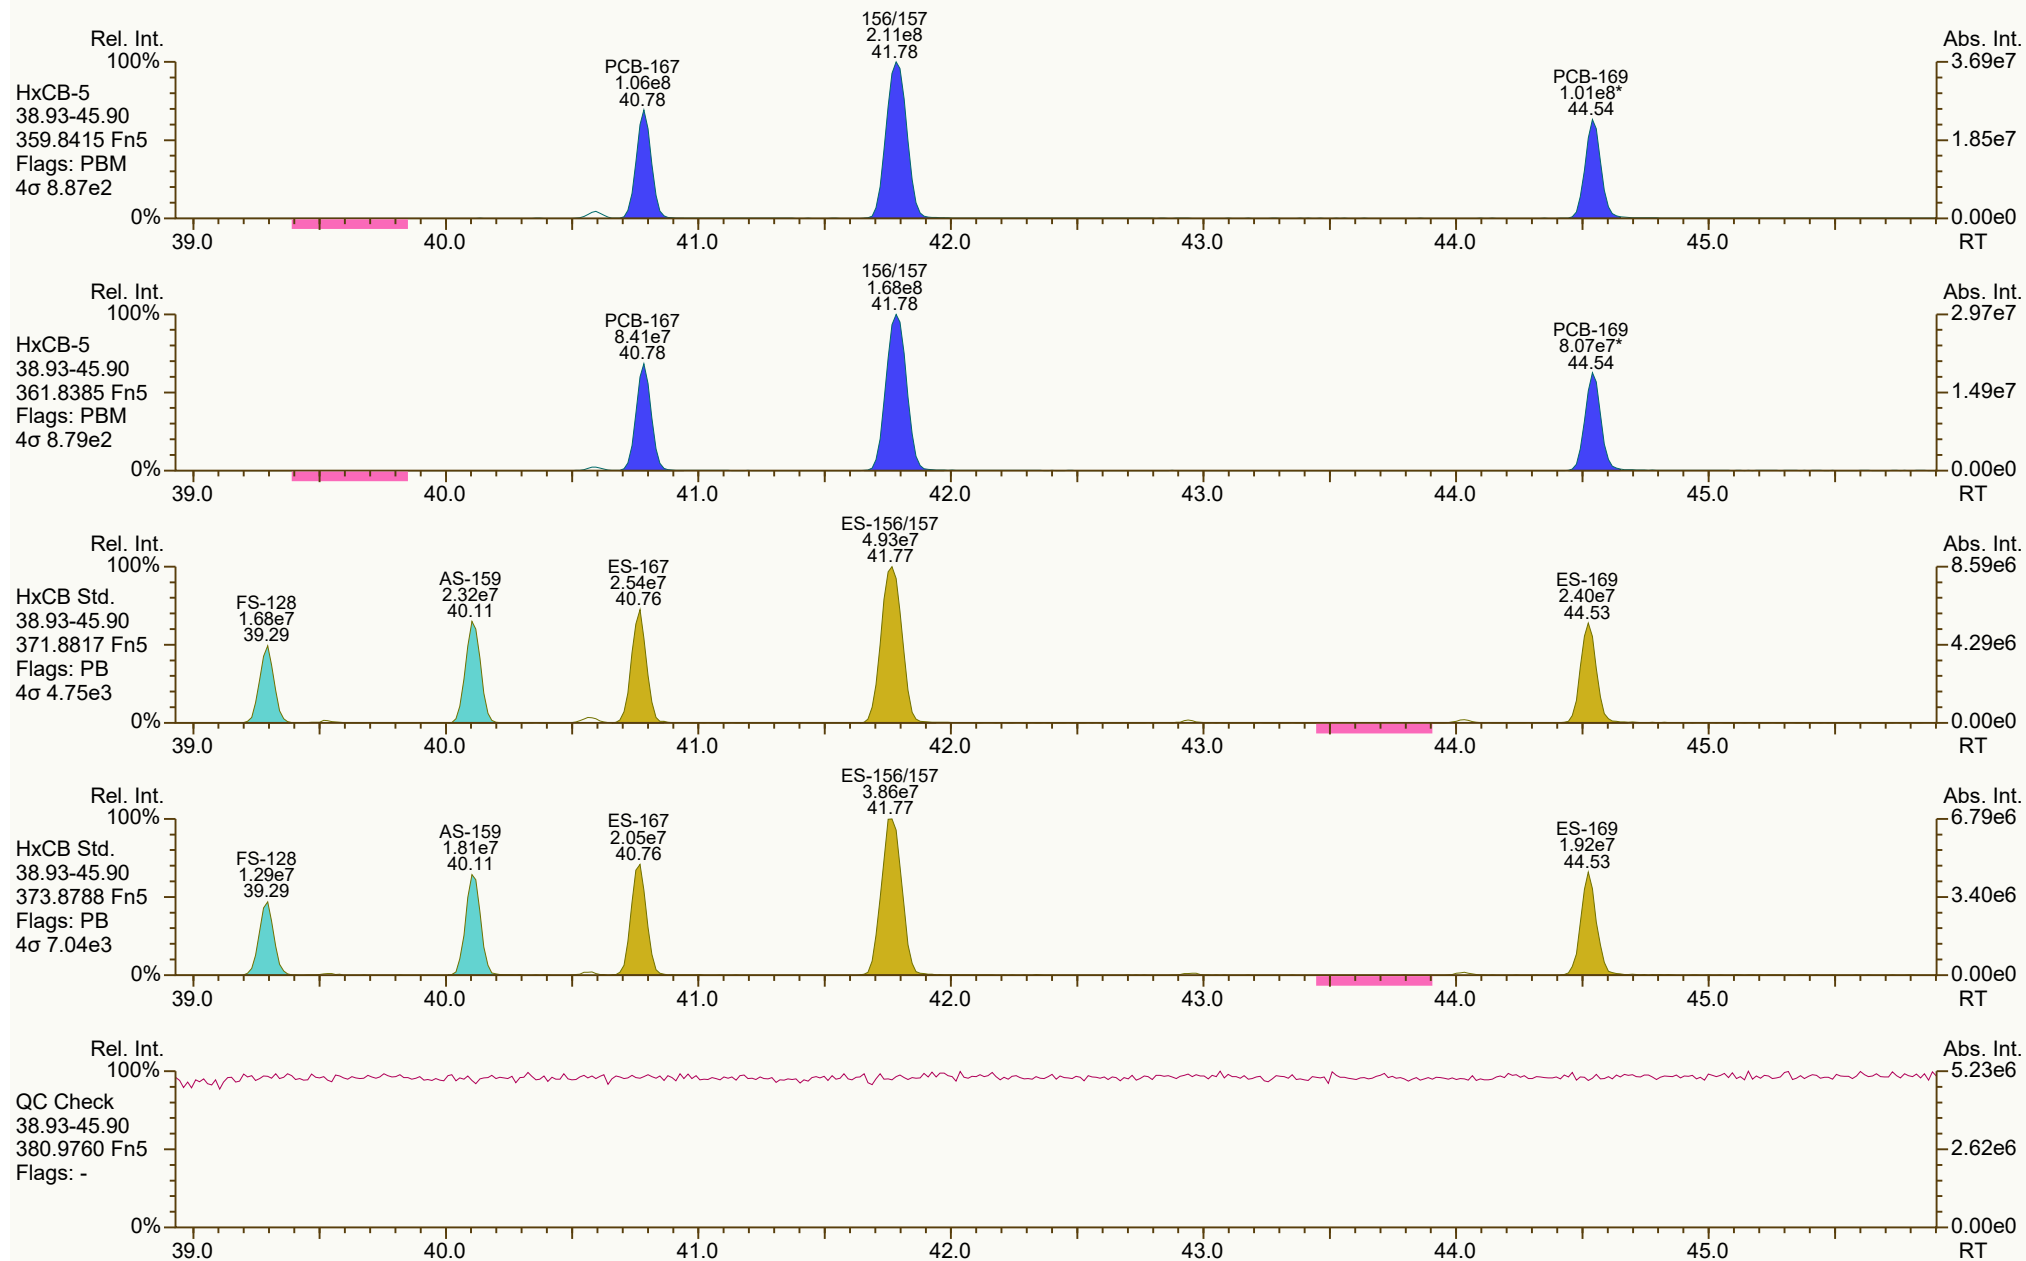 156/157
2.11e8
41.78
Rel. Int.
Abs. Int.
100%
3.69e7
PCB-167
1.06e8
40.78
PCB-169
1.01e8*
44.54
HxCB-5
38.93-45.90
359.8415 Fn5
Flags: PBM
4σ 8.87e2
1.85e7
0%
0.00e0
39.0 40.0 41.0 42.0 43.0 44.0 45.0 RT
156/157
1.68e8
41.78
Rel. Int.
Abs. Int.
100%
2.97e7
PCB-167
8.41e7
40.78
PCB-169
8.07e7*
44.54
HxCB-5
38.93-45.90
361.8385 Fn5
Flags: PBM
4σ 8.79e2
1.49e7
0%
0.00e0
39.0 40.0 41.0 42.0 43.0 44.0 45.0 RT
ES-156/157
4.93e7
41.77
Rel. Int.
Abs. Int.
100%
8.59e6
FS-128
1.68e7
39.29
AS-159
2.32e7
40.11
ES-167
2.54e7
40.76
ES-169
2.40e7
44.53
HxCB Std.
38.93-45.90
371.8817 Fn5
Flags: PB
4σ 4.75e3
4.29e6
0%
0.00e0
39.0 40.0 41.0 42.0 43.0 44.0 45.0 RT
ES-156/157
3.86e7
41.77
Rel. Int.
Abs. Int.
100%
6.79e6
FS-128
1.29e7
39.29
AS-159
1.81e7
40.11
ES-167
2.05e7
40.76
ES-169
1.92e7
44.53
HxCB Std.
38.93-45.90
373.8788 Fn5
Flags: PB
4σ 7.04e3
3.40e6
0%
0.00e0
39.0 40.0 41.0 42.0 43.0 44.0 45.0 RT
Rel. Int.
Abs. Int.
100%
5.23e6
QC Check
38.93-45.90
380.9760 Fn5
Flags: -
2.62e6
0%
0.00e0
39.0 40.0 41.0 42.0 43.0 44.0 45.0 RT